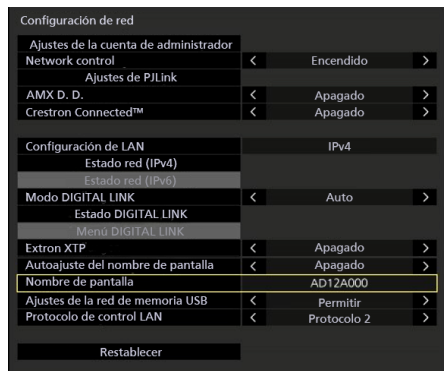 Configuración de red
Ajustes de la cuenta de administrador
Network control < Encendido >
Ajustes de PJLink
AMX D. D. < Apagado >
Crestron Connected™ < Apagado >
Configuración de LAN IPv4
Estado red (IPv4)
Estado red (IPv6)
Modo DIGITAL LINK < Auto >
Estado DIGITAL LINK
Menú DIGITAL LINK
Extron XTP < Apagado >
Autoajuste del nombre de pantalla < Apagado >
Nombre de pantalla AD12A000
Ajustes de la red de memoria USB < Permitir >
Protocolo de control LAN < Protocolo 2 >
Restablecer